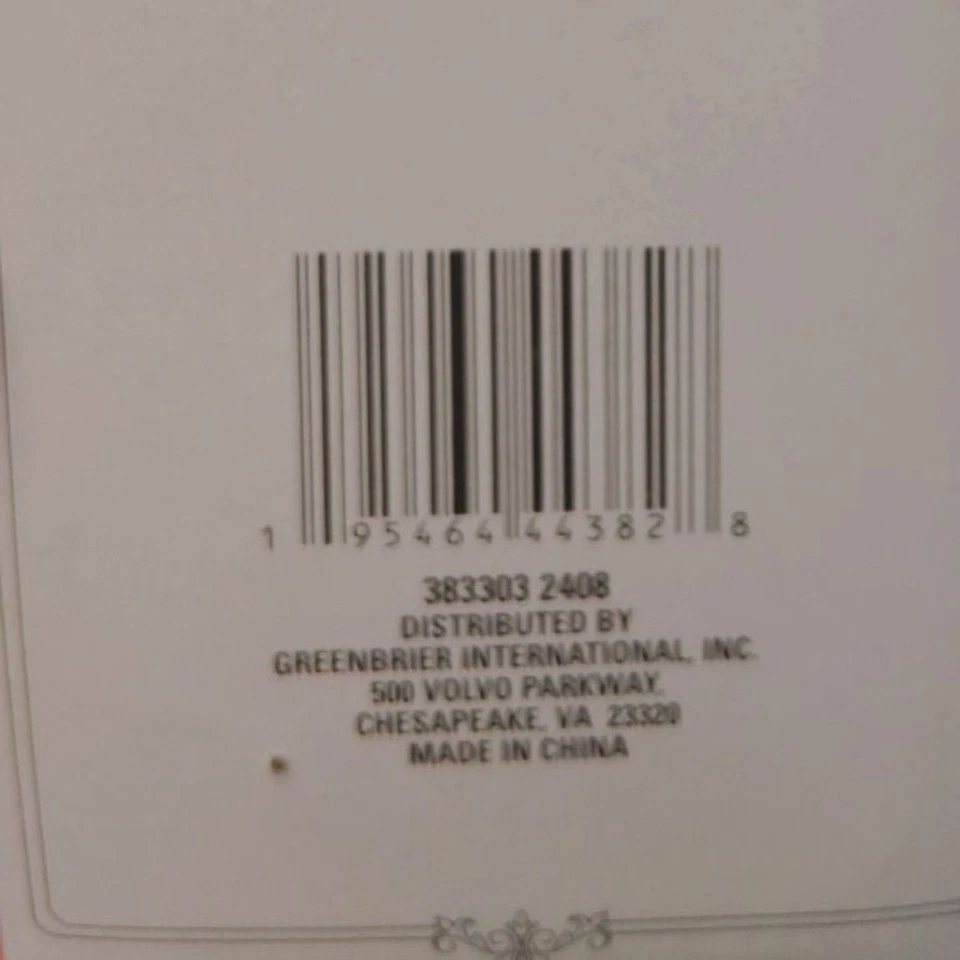 1 95464 44382 8
383303 2408
DISTRIBUTED BY
GREENBRIER INTERNATIONAL, INC.
500 VOLVO PARKWAY,
CHESAPEAKE, VA 23320
MADE IN CHINA